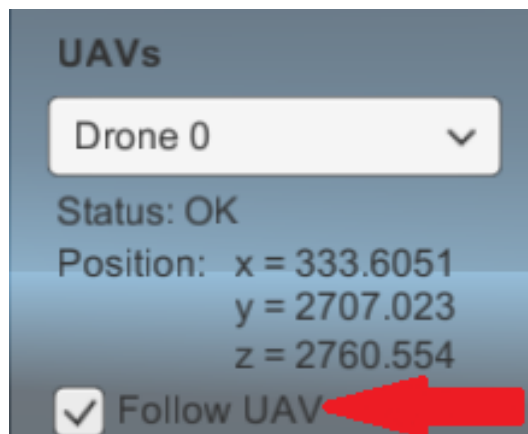 UAVs
Drone 0
Status: OK
Position: x = 333.6051
y = 2707.023
z = 2760.554
Follow UAV